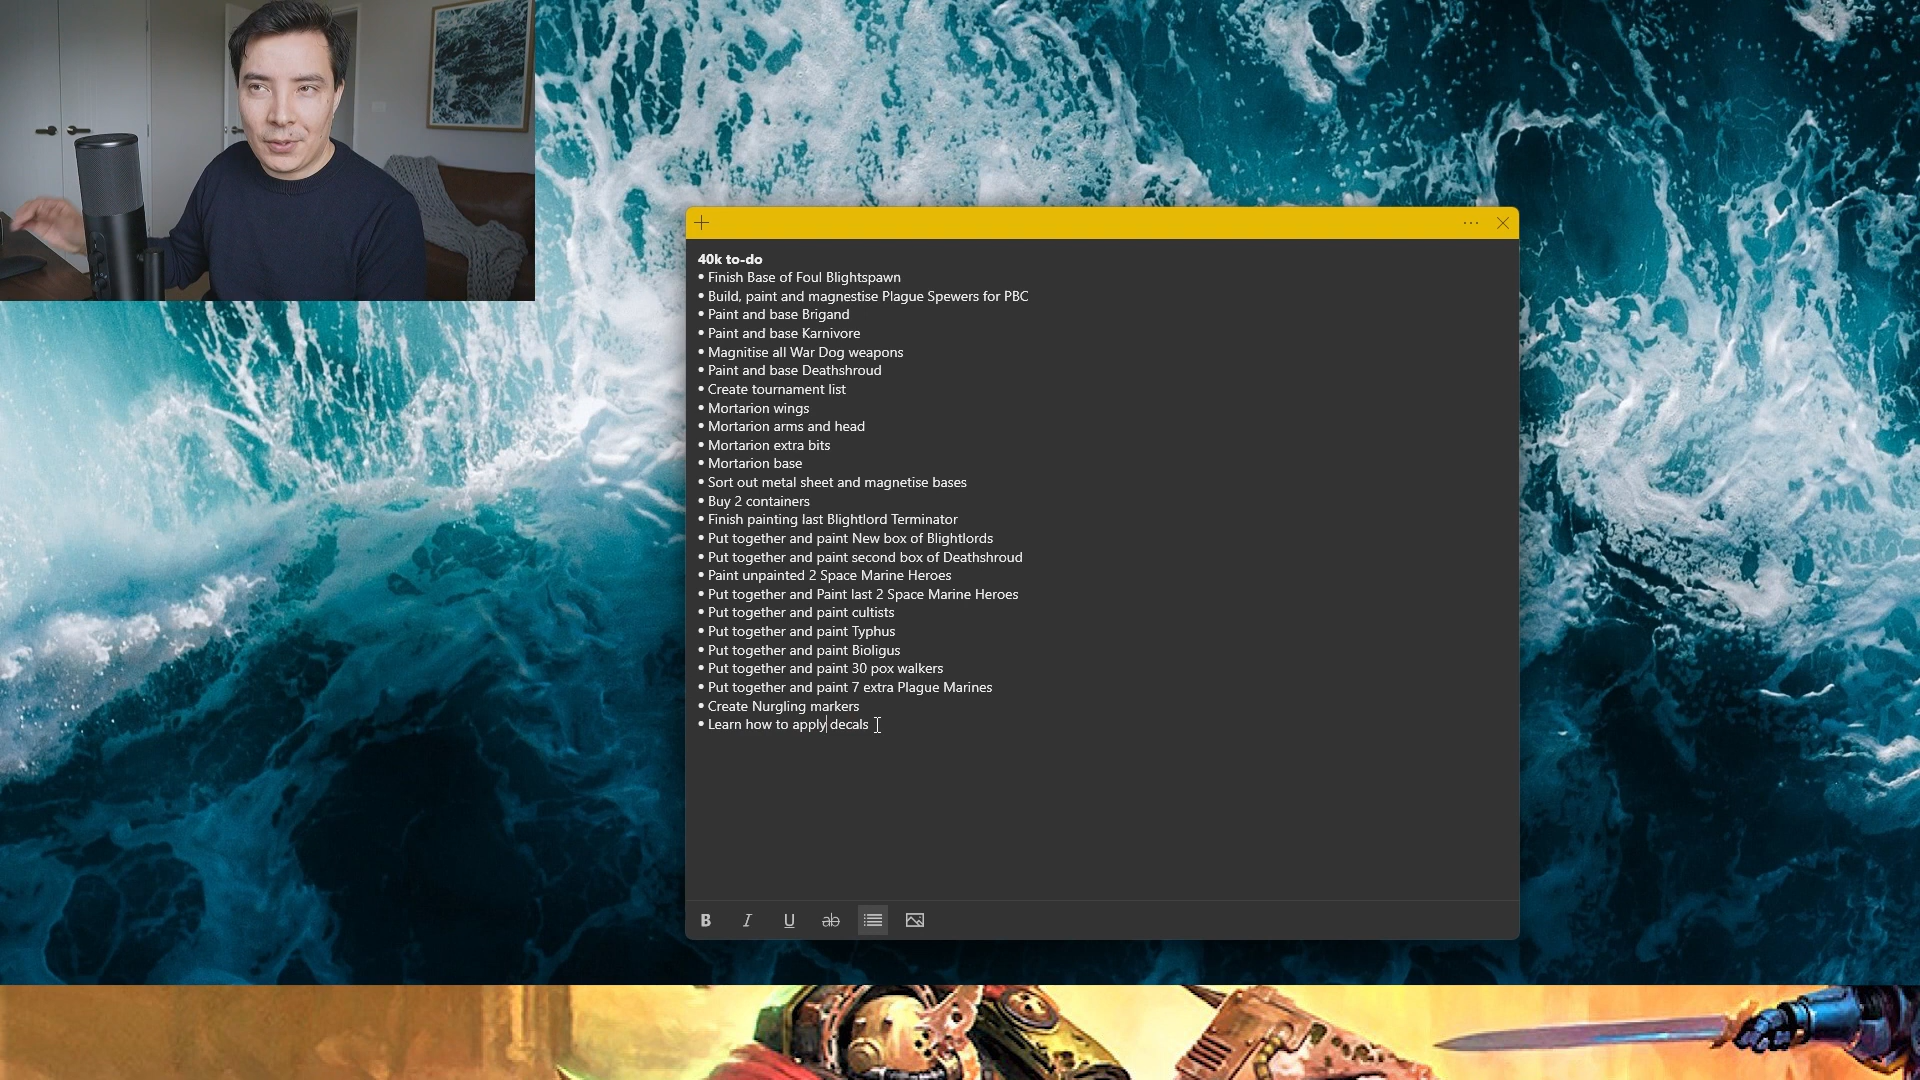 40k to-do
• Finish Base of Foul Blightspawn
• Build, paint and magnestise Plague Spewers for PBC
• Paint and base Brigand
• Paint and base Karnivore
• Magnitise all War Dog weapons
• Paint and base Deathshroud
• Create tournament list
• Mortarion wings
• Mortarion arms and head
• Mortarion extra bits
• Mortarion base
• Sort out metal sheet and magnetise bases
• Buy 2 containers
• Finish painting last Blightlord Terminator
• Put together and paint New box of Blightlords
• Put together and paint second box of Deathshroud
• Paint unpainted 2 Space Marine Heroes
• Put together and Paint last 2 Space Marine Heroes
• Put together and paint cultists
• Put together and paint Typhus
• Put together and paint Bioligus
• Put together and paint 30 pox walkers
• Put together and paint 7 extra Plague Marines
• Create Nurgling markers
• Learn how to apply decals
B I U ab